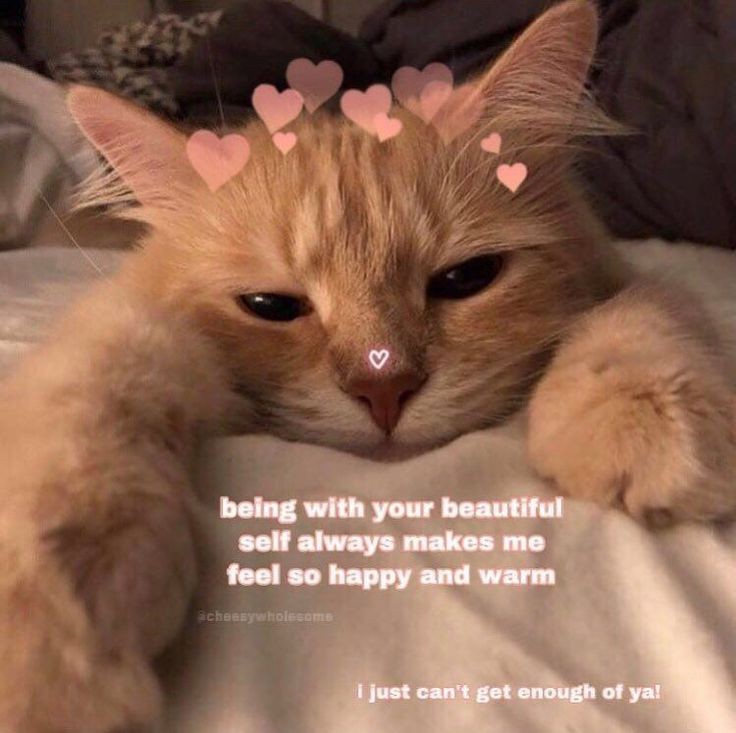 being with your beautiful
self always makes me
feel so happy and warm
@cheesywholesome
i just can't get enough of ya!